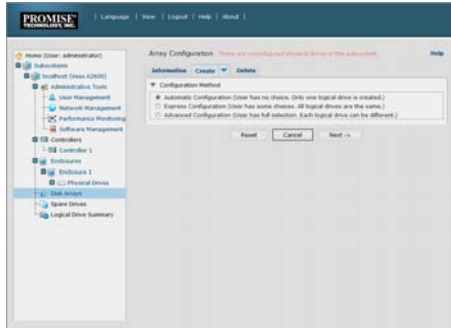 PROMISE
TECHNOLOGY, INC.
| Language | View | Logout | Help | About |
Home (User: administrator)
Subsystems
localhost (Vess A2600)
Administrative Tools
User Management
Network Management
Performance Monitoring
Software Management
Controllers
Controller 1
Enclosures
Enclosure 1
Physical Drives
Disk Arrays
Spare Drives
Logical Drive Summary
Array Configuration - There are unconfigured physical drives in the subsystem.
Help
Information Create Delete
Configuration Method
Automatic Configuration (User has no choice. Only one logical drive is created.)
Express Configuration (User has some choices. All logical drives are the same.)
Advanced Configuration (User has full selection. Each logical drive can be different.)
Reset Cancel Next ->